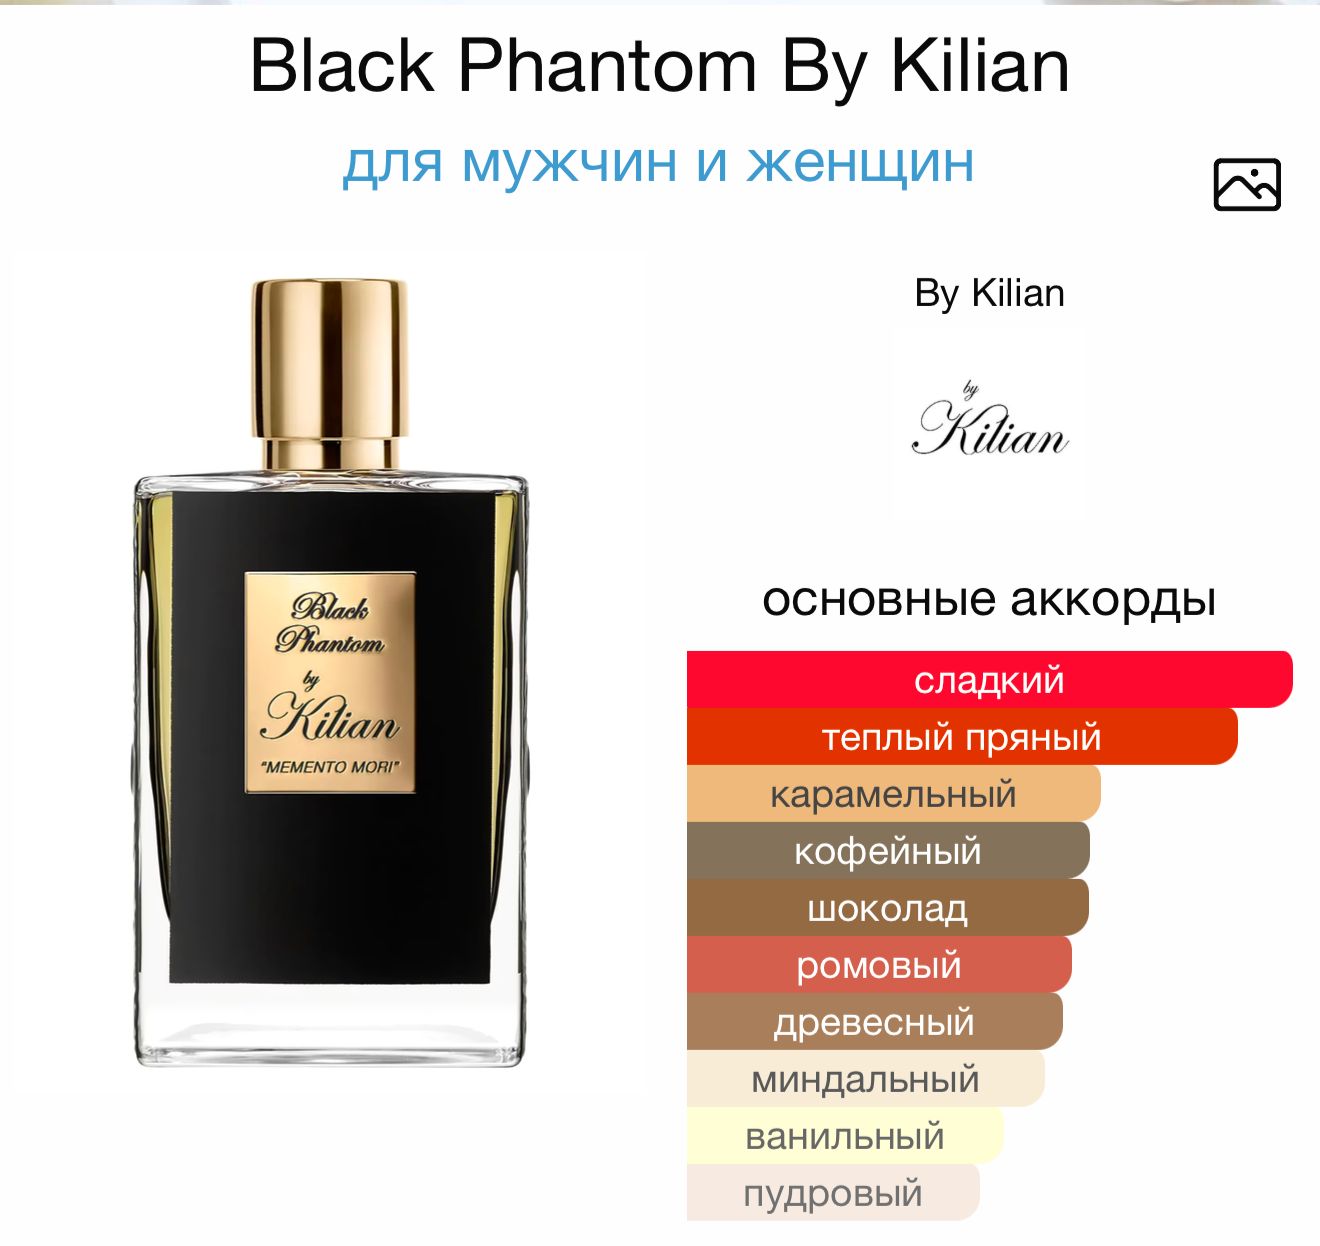 Black Phantom By Kilian
для мужчин и женщин
By Kilian
by
Kilian
Black
Phantom
by
Kilian
"MEMENTO MORI"
основные аккорды
сладкий
теплый пряный
карамельный
кофейный
шоколад
ромовый
древесный
миндальный
ванильный
пудровый